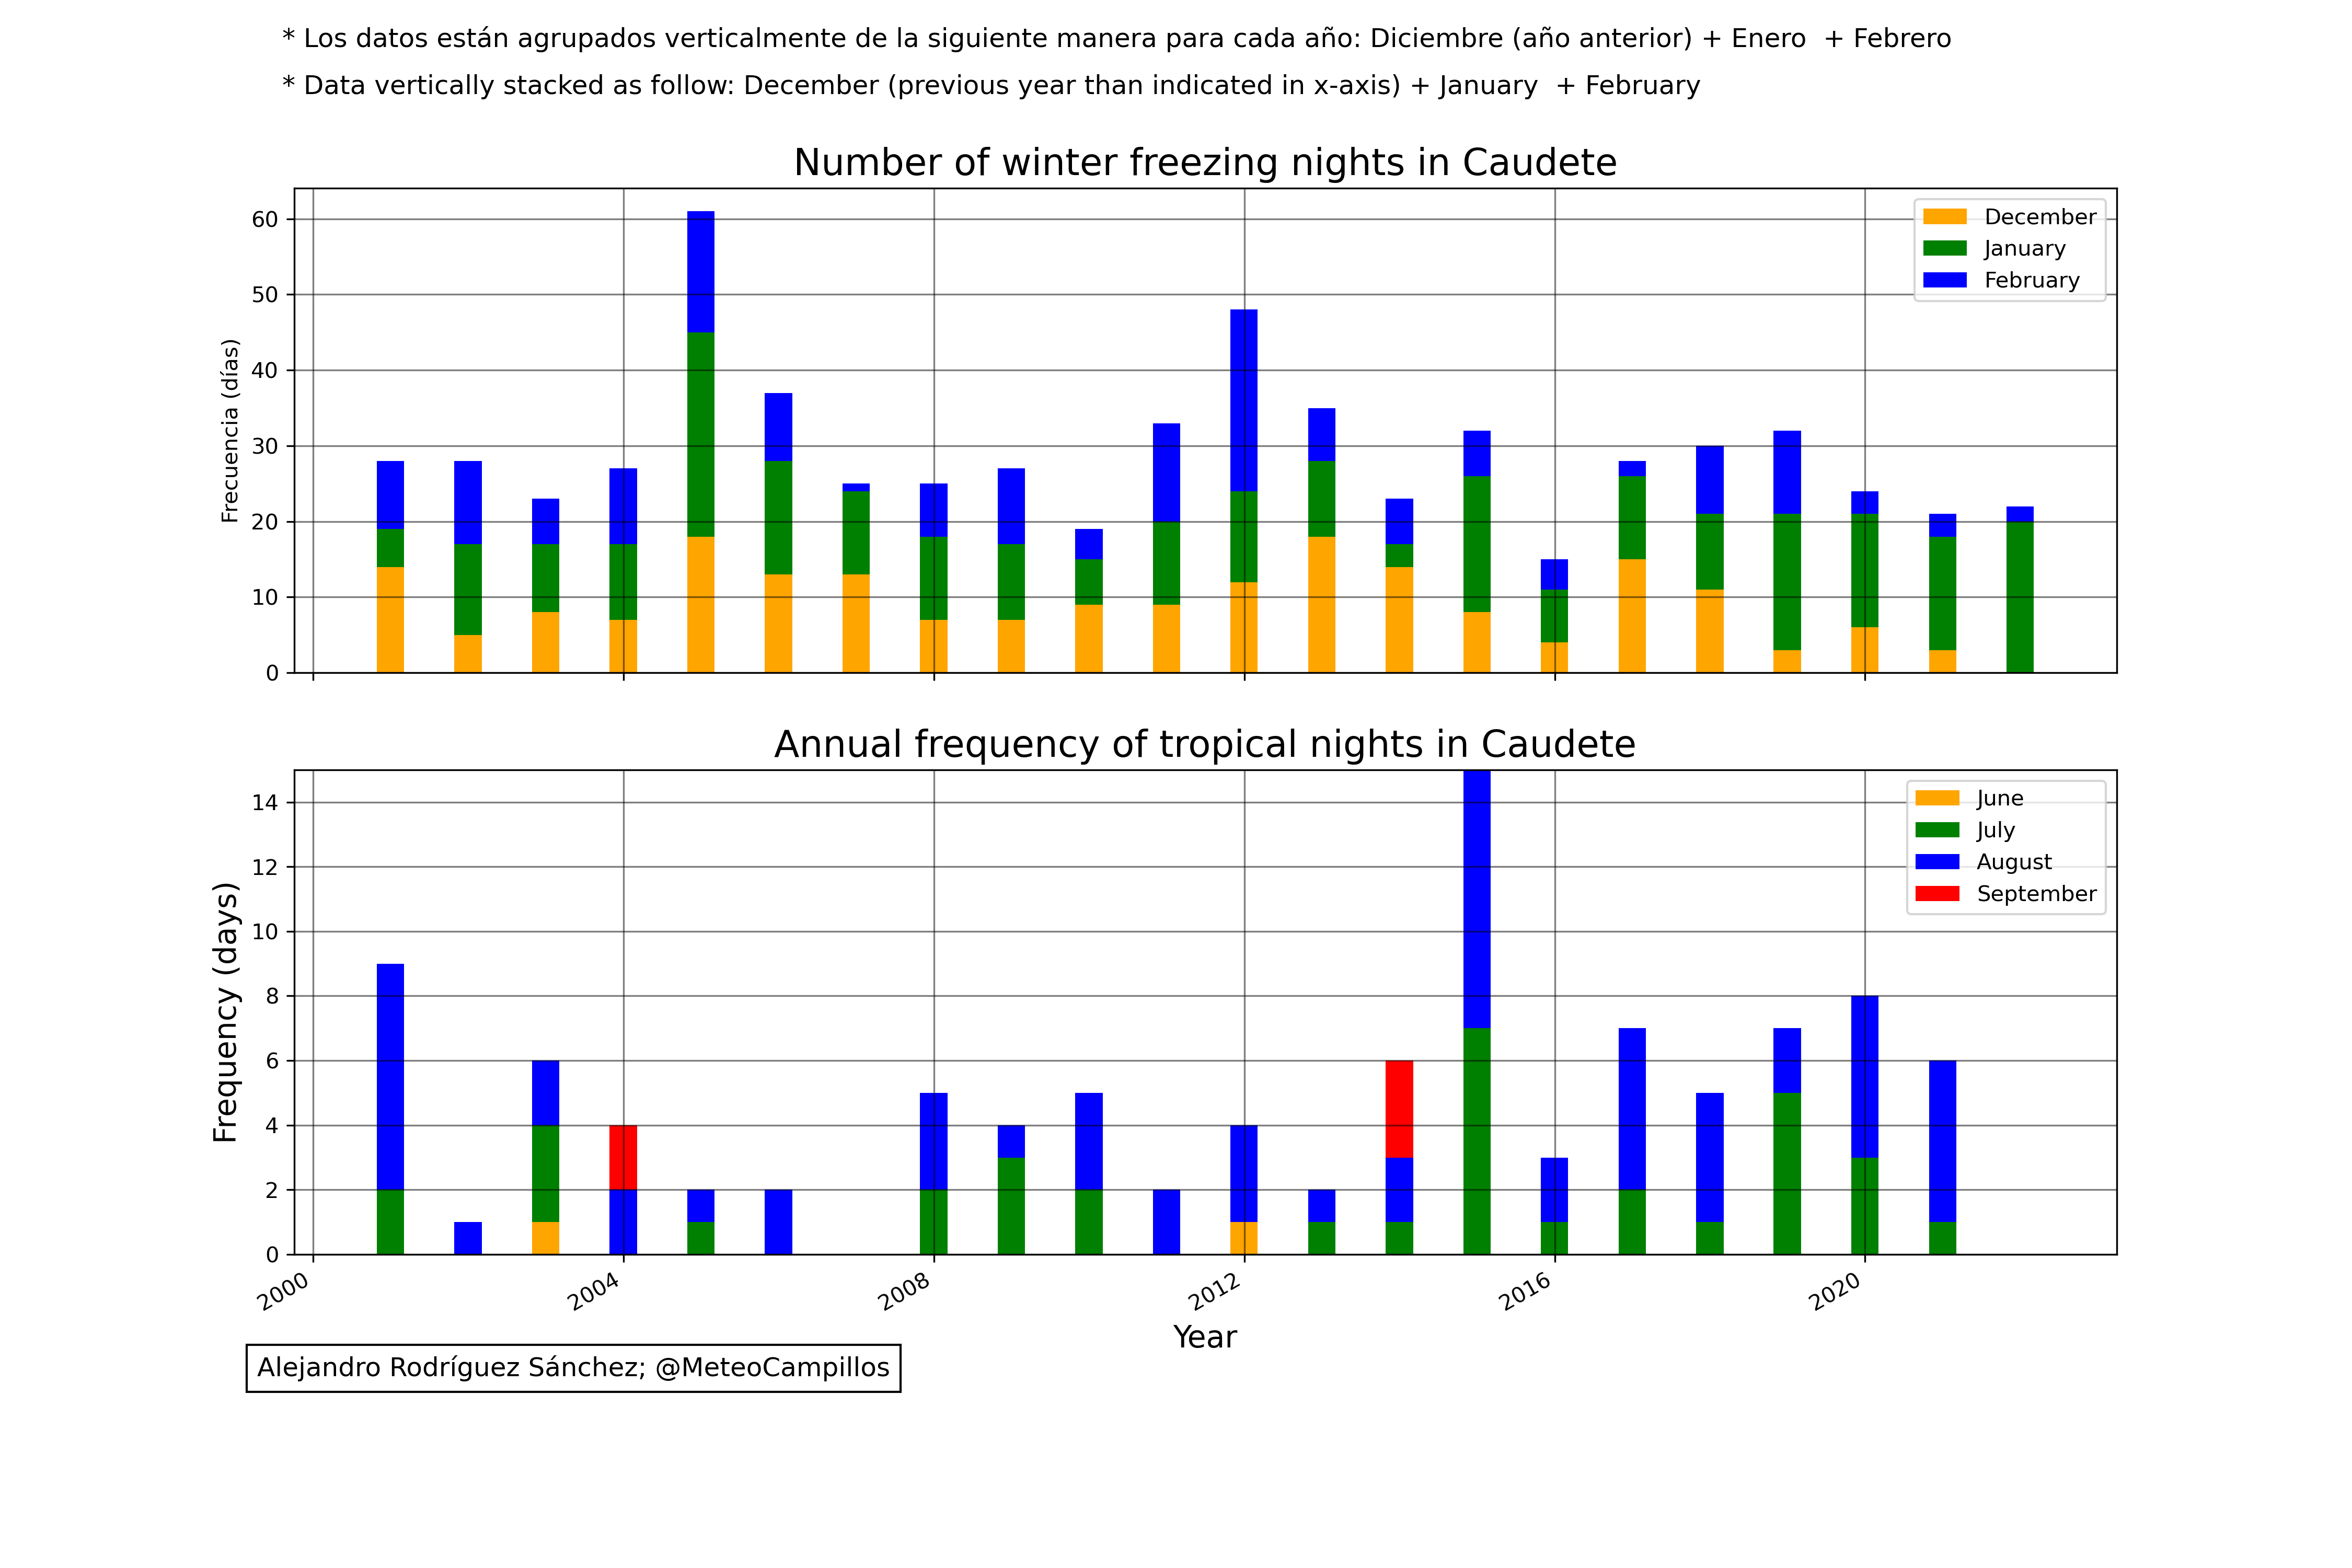 * Los datos están agrupados verticalmente de la siguiente manera para cada año: Diciembre (año anterior) + Enero  + Febrero
* Data vertically stacked as follow: December (previous year than indicated in x-axis) + January  + February
Number of winter freezing nights in Caudete
Frecuencia (días)
60
50
40
30
20
10
0
December
January
February
Annual frequency of tropical nights in Caudete
Frequency (days)
14
12
10
8
6
4
2
0
June
July
August
September
2000
2004
2008
2012
2016
2020
Year
Alejandro Rodríguez Sánchez; @MeteoCampillos